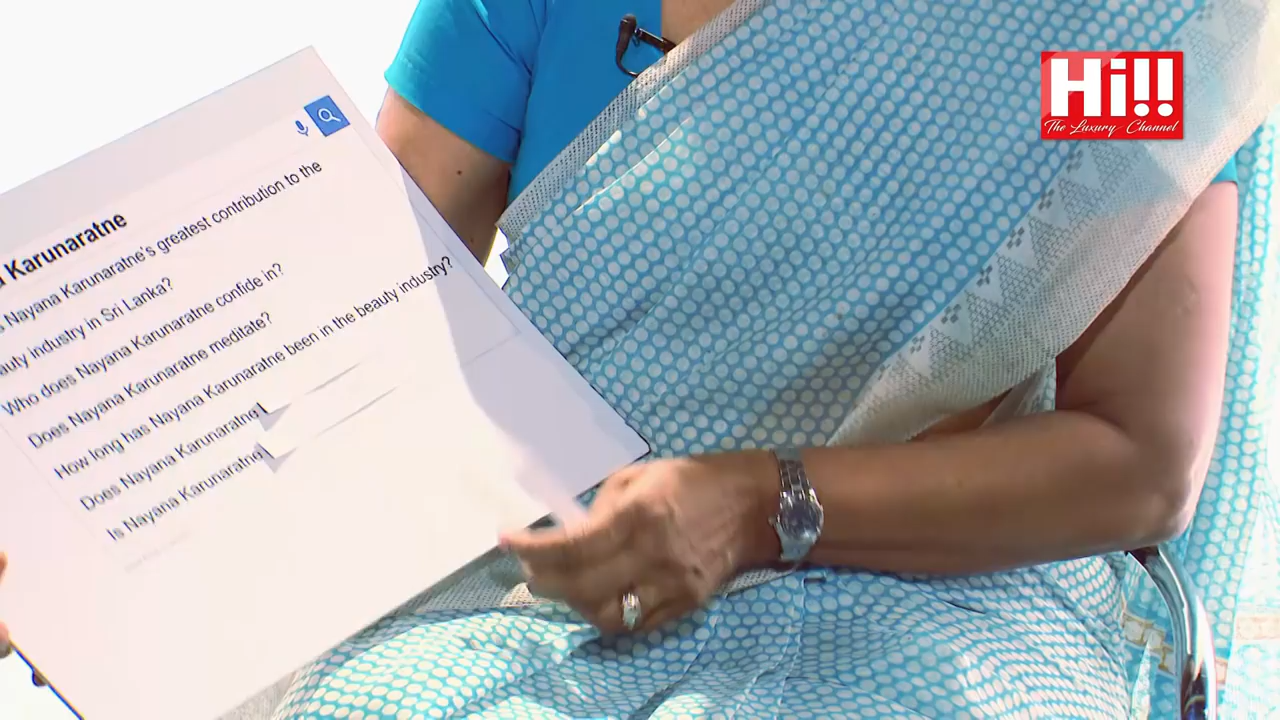 Hi!!
The Luxury Channel
Karunaratne
Nayana Karunaratne's greatest contribution to the
industry in Sri Lanka?
Who does Nayana Karunaratne confide in?
Does Nayana Karunaratne meditate?
How long has Nayana Karunaratne been in the beauty industry?
Does Nayana Karunaratne
Is Nayana Karunaratne